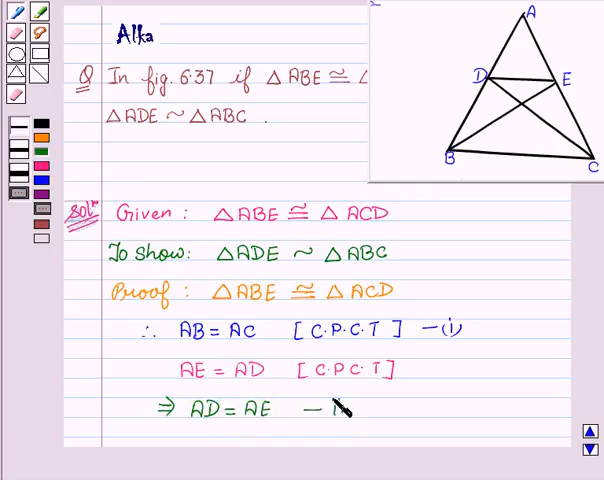 Alka
Q In fig. 6.37 if △ ABE ≅ △
△ADE ~ △ABC .
A
D
E
B
C
Solⁿ Given : △ ABE ≅ △ ACD
To show : △ ADE ~ △ ABC
Proof : △ ABE ≅ △ ACD
∴ AB = AC [ C.P.C.T ] —(i)
AE = AD [ C.P.C.T ]
⇒ AD = AE —